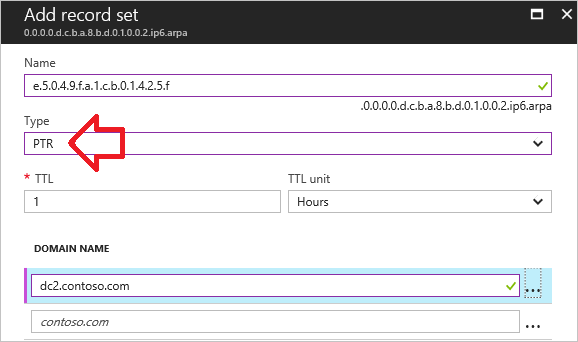 Add record set
0.0.0.0.d.c.b.a.8.b.d.0.1.0.0.2.ip6.arpa
Name
e.5.0.4.9.f.a.1.c.b.0.1.4.2.5.f
.0.0.0.0.d.c.b.a.8.b.d.0.1.0.0.2.ip6.arpa
Type
PTR
* TTL
TTL unit
1
Hours
DOMAIN NAME
dc2.contoso.com
...
contoso.com
...